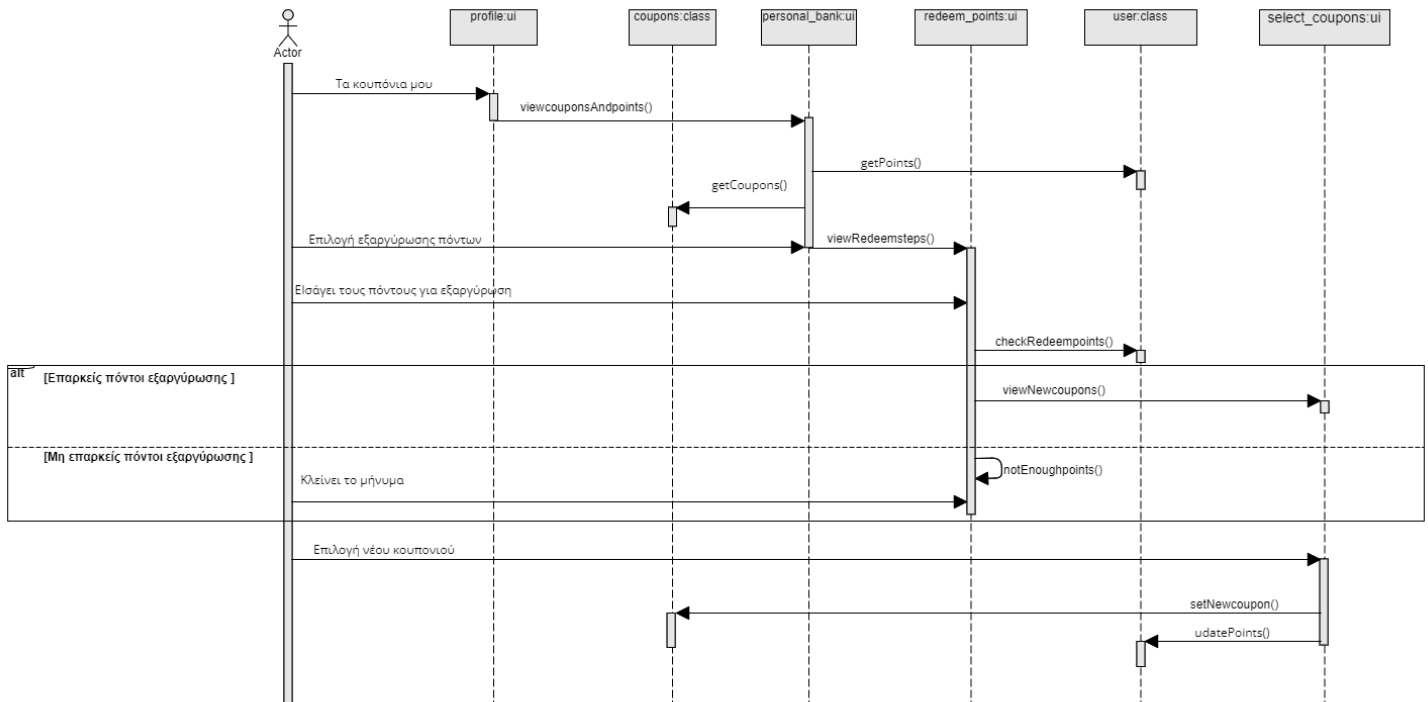 profile:ui
coupons:class
personal_bank:ui
redeem_points:ui
user:class
select_coupons:ui
Actor
Τα κουπόνια μου
viewcouponsAndpoints()
getPoints()
getCoupons()
Επιλογή εξαργύρωσης πόντων
viewRedeemsteps()
ΕΙσάγει τους πόντους για εξαργύρωση
checkRedeempoints()
alt
[Επαρκείς πόντοι εξαργύρωσης ]
viewNewcoupons()
[Μη επαρκείς πόντοι εξαργύρωσης ]
notEnoughpoints()
Κλείνει το μήνυμα
Επιλογή νέου κουπονιού
setNewcoupon()
udatePoints()